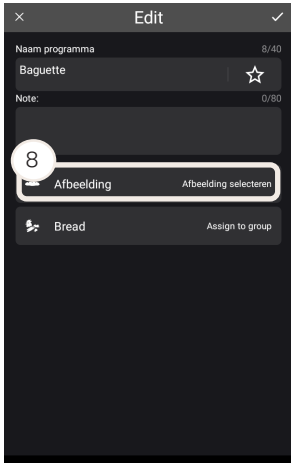 Edit
Naam programma 8/40
Baguette
Note: 0/80
8
Afbeelding Afbeelding selecteren
Bread Assign to group